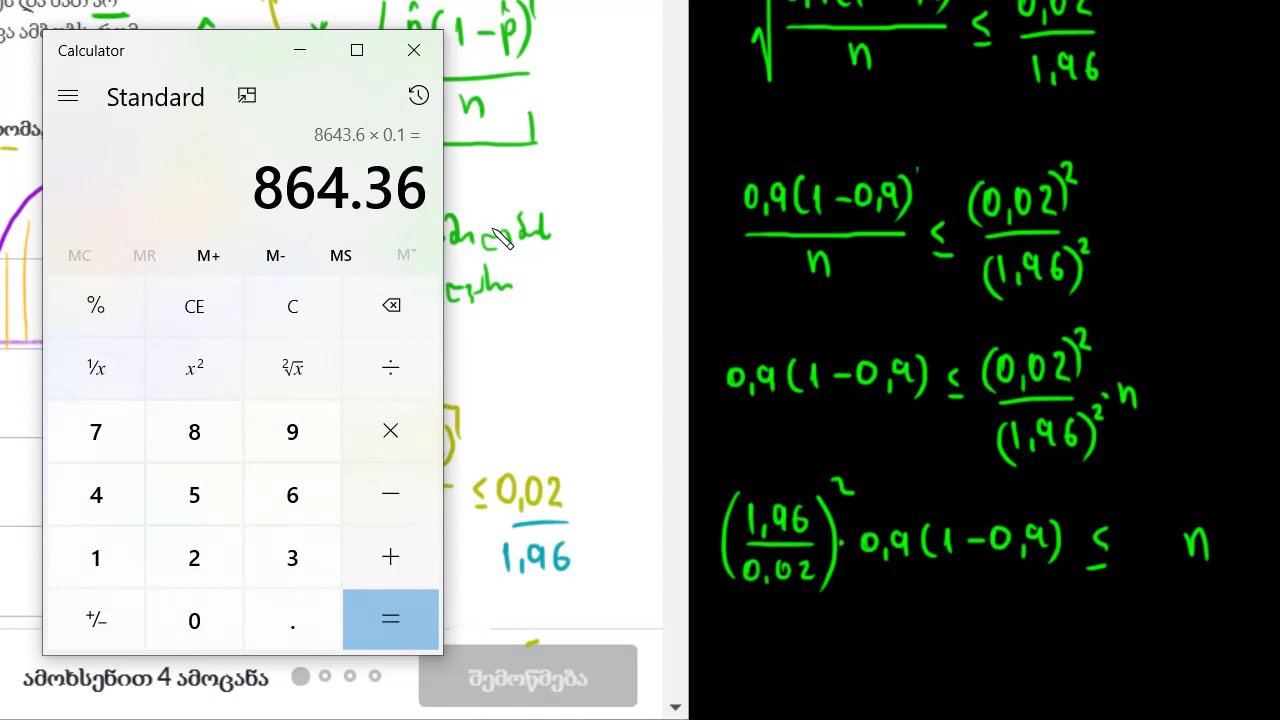 Calculator
Standard
8643.6 × 0.1 =
864.36
MC MR M+ M- MS M˅
% CE C
¹/x x² ²√x ÷
7 8 9 ×
4 5 6 −
1 2 3 +
+/− 0 . =
p̂(1-p̂)
n
≤ 0,02
1,96
ამოხსენით 4 ამოცანა
შემოწმება
n ≤ 0,02
1,96
0,9(1-0,9) ≤ (0,02)²
n (1,96)²
0,9(1-0,9) ≤ (0,02)² · n
(1,96)²
(1,96/0,02)² · 0,9(1-0,9) ≤ n